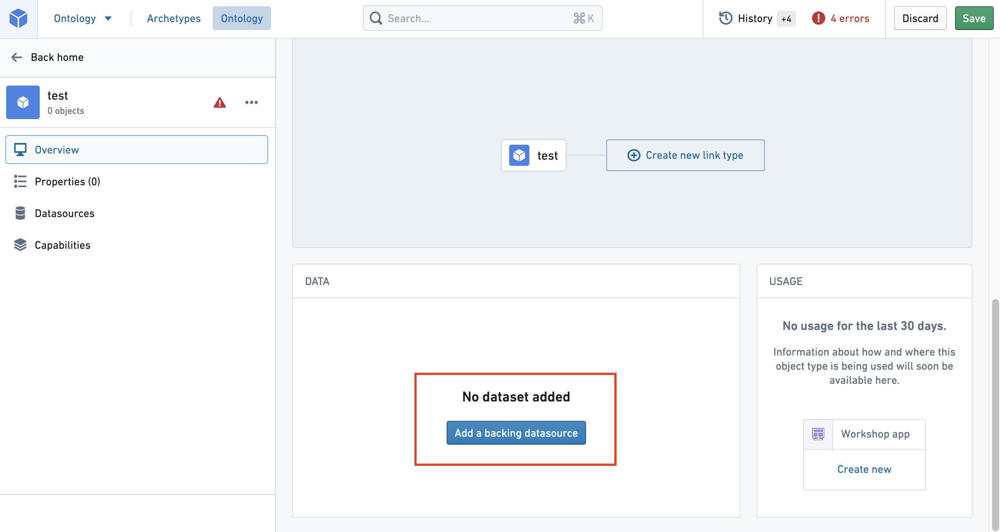 Ontology
Archetypes
Ontology
Search...
⌘K
History +4
4 errors
Discard
Save
Back home
test
0 objects
Overview
Properties (0)
Datasources
Capabilities
test
Create new link type
DATA
No dataset added
Add a backing datasource
USAGE
No usage for the last 30 days.
Information about how and where this
object type is being used will soon be
available here.
Workshop app
Create new